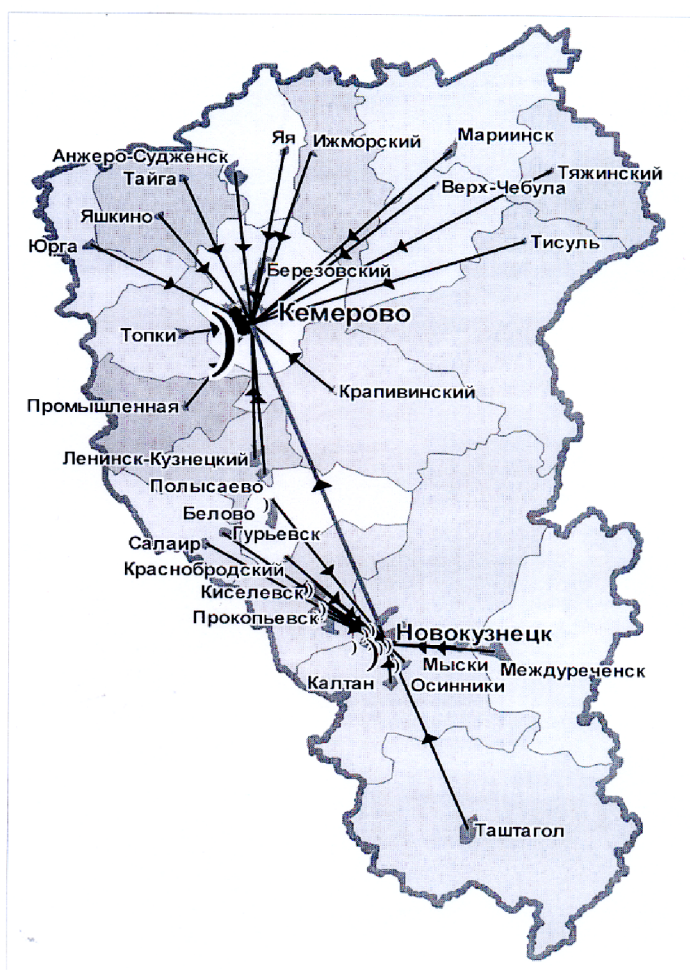 Яя
Ижморский
Мариинск
Анжеро-Судженск
Тайга
Тяжинский
Верх-Чебула
Яшкино
Юрга
Тисуль
Березовский
Кемерово
Топки
Крапивинский
Промышленная
Ленинск-Кузнецкий
Полысаево
Белово
Гурьевск
Салаир
Краснобродский
Киселевск
Прокопьевск
Новокузнецк
Мыски
Междуреченск
Калтан
Осинники
Таштагол